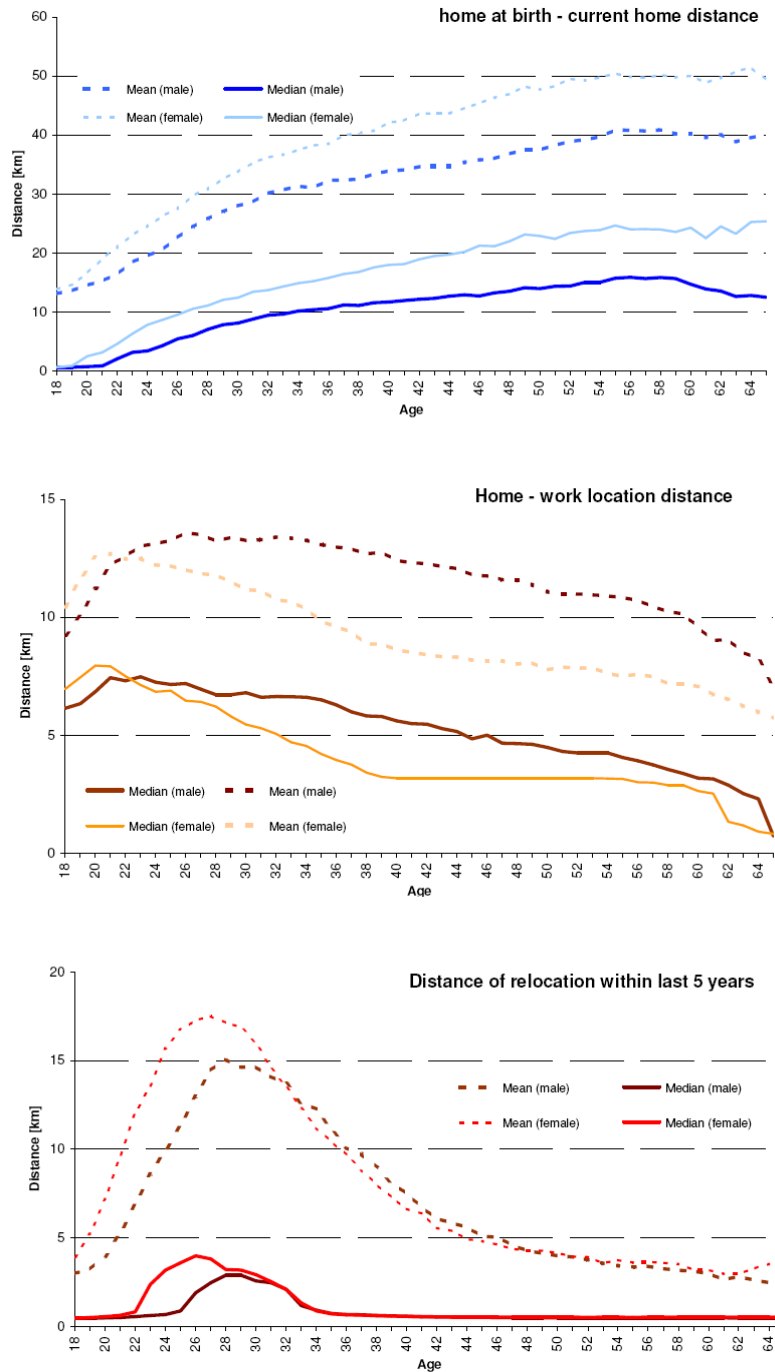 home at birth - current home distance
60
50
40
30
20
10
0
Distance [km]
Mean (male) Median (male)
Mean (female) Median (female)
18 20 22 24 26 28 30 32 34 36 38 40 42 44 46 48 50 52 54 56 58 60 62 64
Age
Home - work location distance
15
10
5
0
Distance [km]
Median (male) Mean (male)
Median (female) Mean (female)
18 20 22 24 26 28 30 32 34 36 38 40 42 44 46 48 50 52 54 56 58 60 62 64
Age
Distance of relocation within last 5 years
20
15
10
5
0
Distance [km]
Mean (male) Median (male)
Mean (female) Median (female)
18 20 22 24 26 28 30 32 34 36 38 40 42 44 46 48 50 52 54 56 58 60 62 64
Age